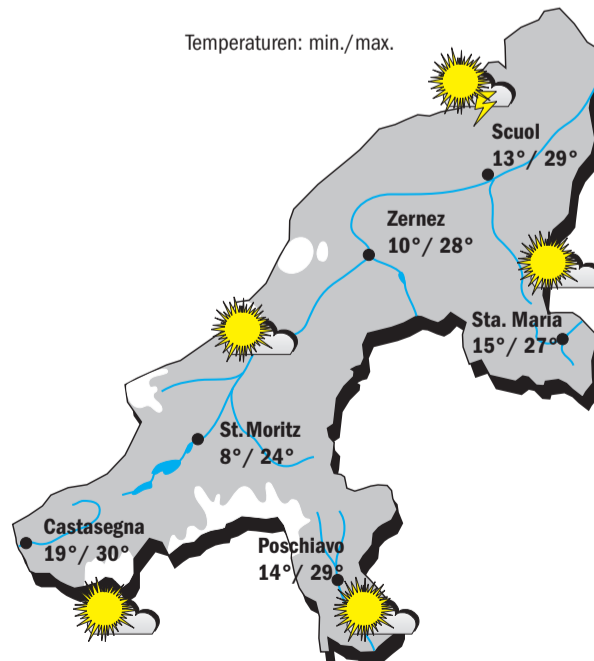 Temperaturen: min./max.
Scuol
13°/ 29°
Zernez
10°/ 28°
Sta. Maria
15°/ 27°
St. Moritz
8°/ 24°
Castasegna
19°/ 30°
Poschiavo
14°/ 29°